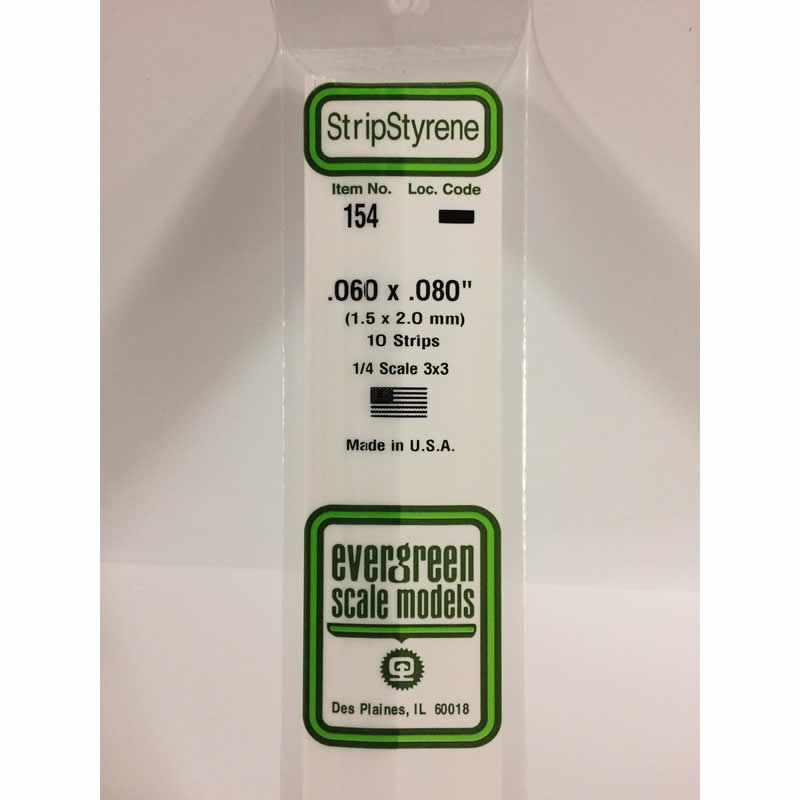 StripStyrene
Item No. Loc. Code
154
.060 x .080"
(1.5 x 2.0 mm)
10 Strips
1/4 Scale 3x3
Made in U.S.A.
evergreen
scale models
Des Plaines, IL 60018